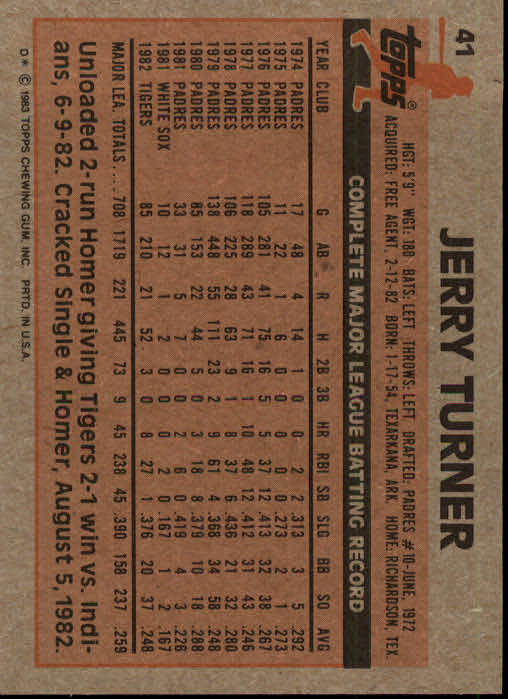 41
topps®
JERRY TURNER
HGT: 5'9" WGT: 180 BATS: LEFT THROWS: LEFT DRAFTED: PADRES #10-JUNE, 1972
ACQUIRED: FREE AGENT, 2-12-82 BORN: 1-17-54, TEXARKANA, ARK. HOME: RICHARDSON, TEX.
COMPLETE MAJOR LEAGUE BATTING RECORD
YEAR CLUB G AB R H 2B 3B HR RBI SB SLG BB SO AVG
1974 PADRES 17 48 4 14 1 0 0 2 2 .313 3 5 .292
1975 PADRES 11 22 1 6 0 0 0 0 0 .273 2 1 .273
1976 PADRES 105 281 41 75 16 5 5 37 12 .413 32 38 .267
1977 PADRES 118 289 43 71 16 1 10 48 12 .412 31 43 .246
1978 PADRES 106 225 28 63 9 1 8 37 6 .436 21 32 .280
1979 PADRES 138 448 55 111 23 2 9 61 4 .368 34 58 .248
1980 PADRES 85 153 22 44 5 0 3 18 8 .379 10 18 .288
1981 PADRES 33 31 5 7 0 0 2 6 0 .419 4 3 .226
1981 WHITE SOX 10 12 1 2 0 0 0 2 0 .167 1 2 .167
1982 TIGERS 85 210 21 52 3 0 8 27 1 .376 20 37 .248
MAJOR LEA. TOTALS.... 708 1719 221 445 73 9 45 238 45 .390 158 237 .259
Unloaded 2-run Homer giving Tigers 2-1 win vs. Indi-
ans, 6-9-82. Cracked Single & Homer, August 5, 1982.
D* © 1983 TOPPS CHEWING GUM, INC. PRTD. IN U.S.A.